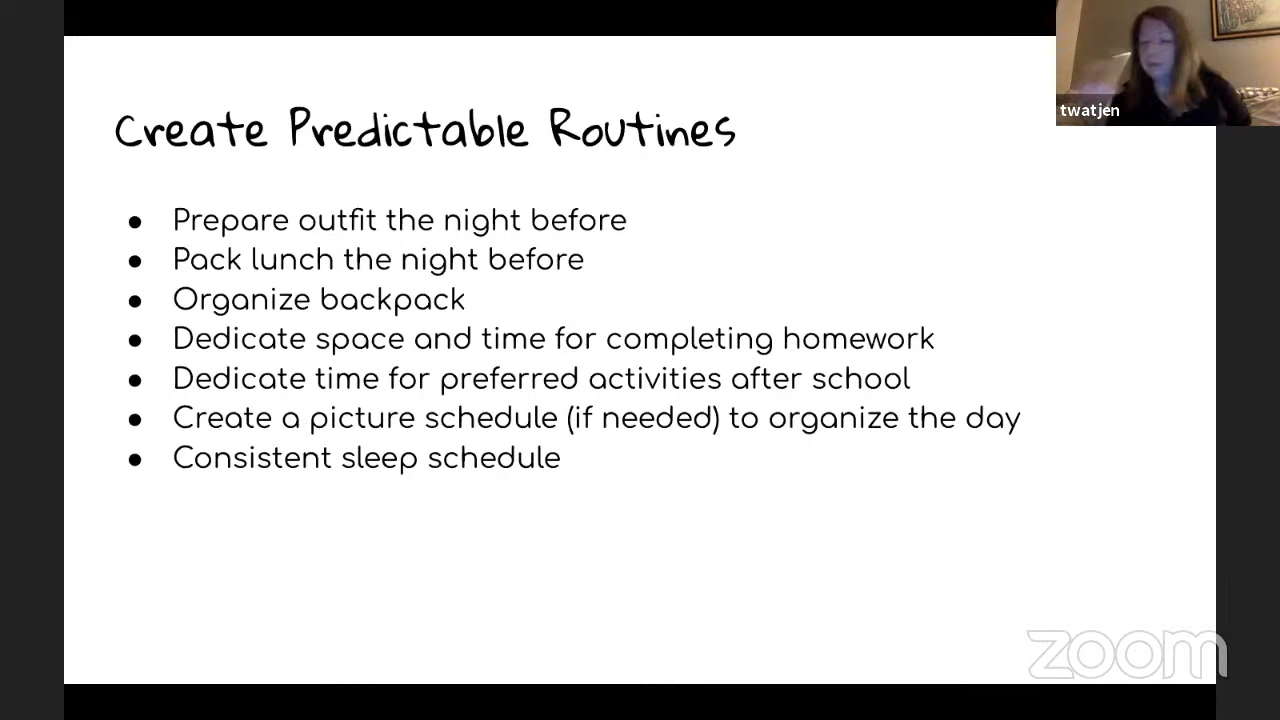 Create Predictable Routines
● Prepare outfit the night before
● Pack lunch the night before
● Organize backpack
● Dedicate space and time for completing homework
● Dedicate time for preferred activities after school
● Create a picture schedule (if needed) to organize the day
● Consistent sleep schedule
twatjen
zoom